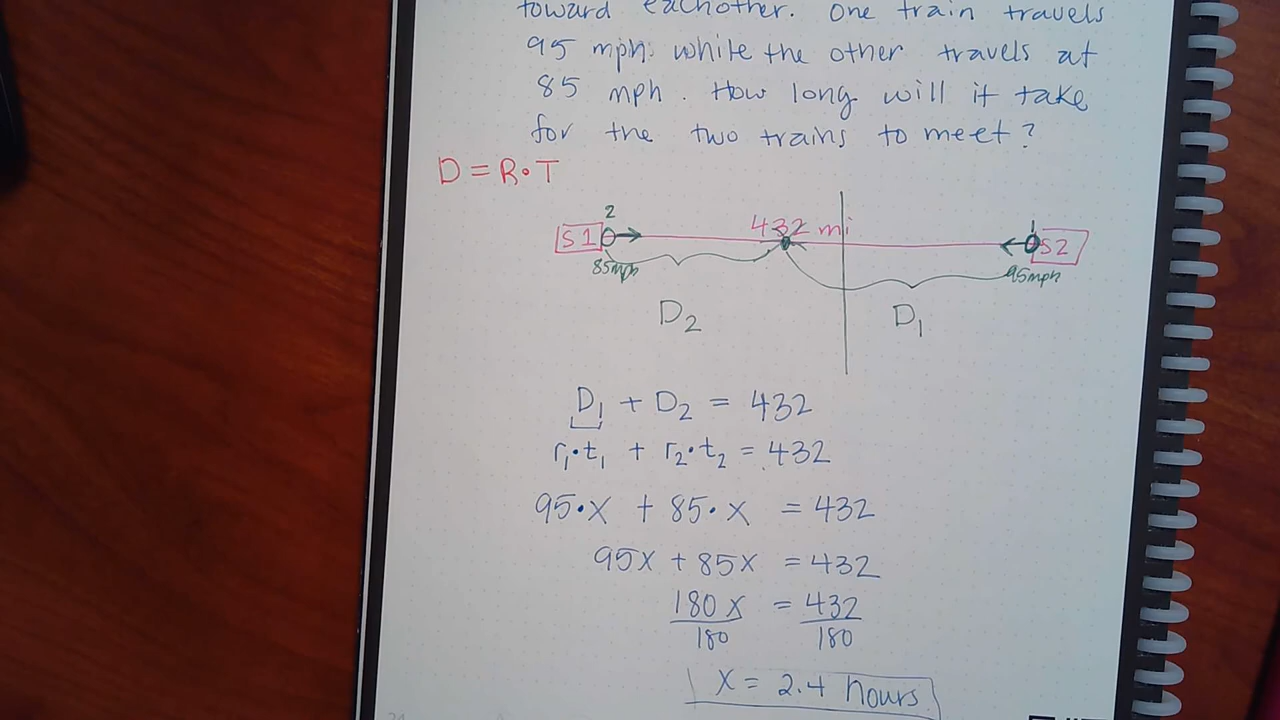 toward eachother. One train travels
95 mph. while the other travels at
85 mph. How long will it take
for the two trains to meet?
D = R•T
2
S1 432 mi 1 S2
85mph 95mph
D2 D1
D1 + D2 = 432
r1•t1 + r2•t2 = 432
95•x + 85•x = 432
95x + 85x = 432
180x = 432
180 180
x = 2.4 hours